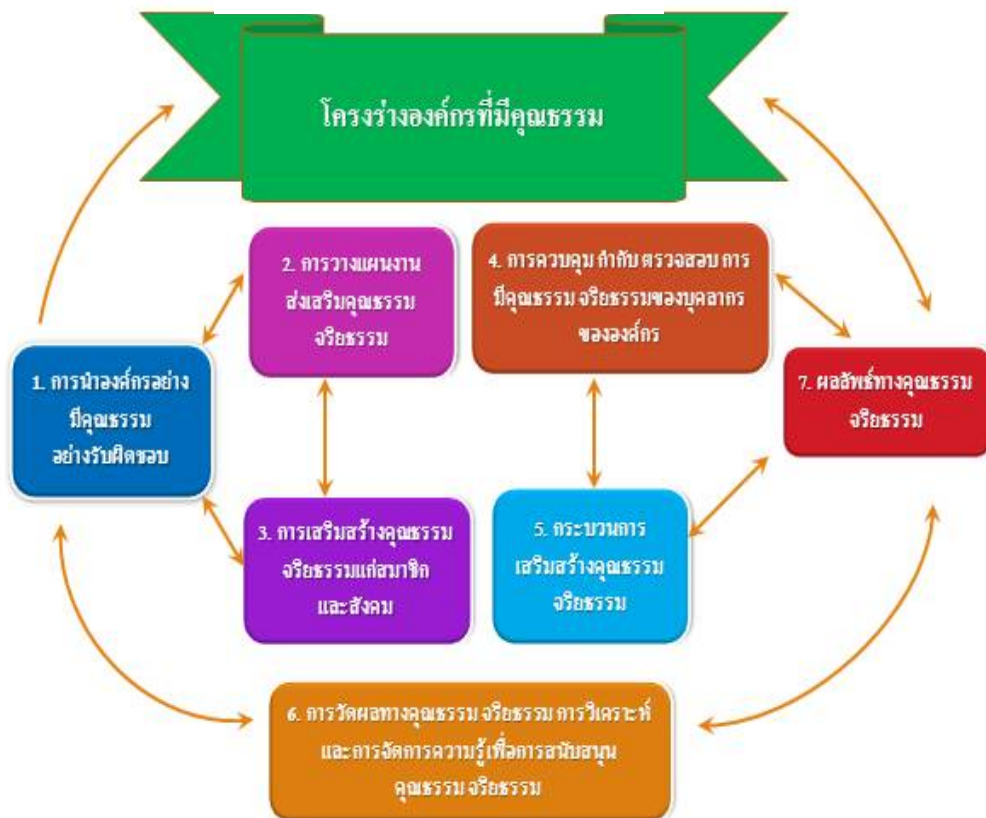 โครงร่างองค์กรที่มีคุณธรรม
2. การวางแผนงาน
ส่งเสริมคุณธรรม
จริยธรรม
4. การควบคุม กำกับ ตรวจสอบ การ
มีคุณธรรม จริยธรรมของบุคลากร
ขององค์กร
1. การนำองค์กรอย่าง
มีคุณธรรม
อย่างรับผิดชอบ
7. ผลลัพธ์ทางคุณธรรม
จริยธรรม
3. การเสริมสร้างคุณธรรม
จริยธรรมแก่สมาชิก
และสังคม
5. กระบวนการ
เสริมสร้างคุณธรรม
จริยธรรม
6. การวัดผลทางคุณธรรม จริยธรรม การวิเคราะห์
และการจัดการความรู้เพื่อการสนับสนุน
คุณธรรม จริยธรรม